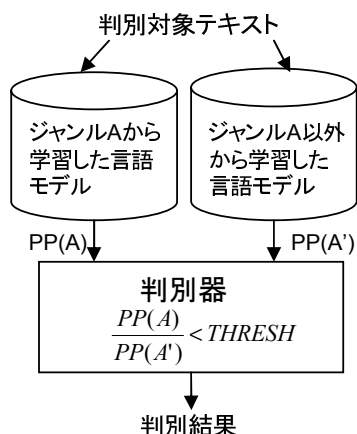 判別対象テキスト
ジャンルAから
学習した言語
モデル
ジャンルA以外
から学習した
言語モデル
PP(A)
PP(A')
判別器
PP(A)
PP(A')
< THRESH
判別結果